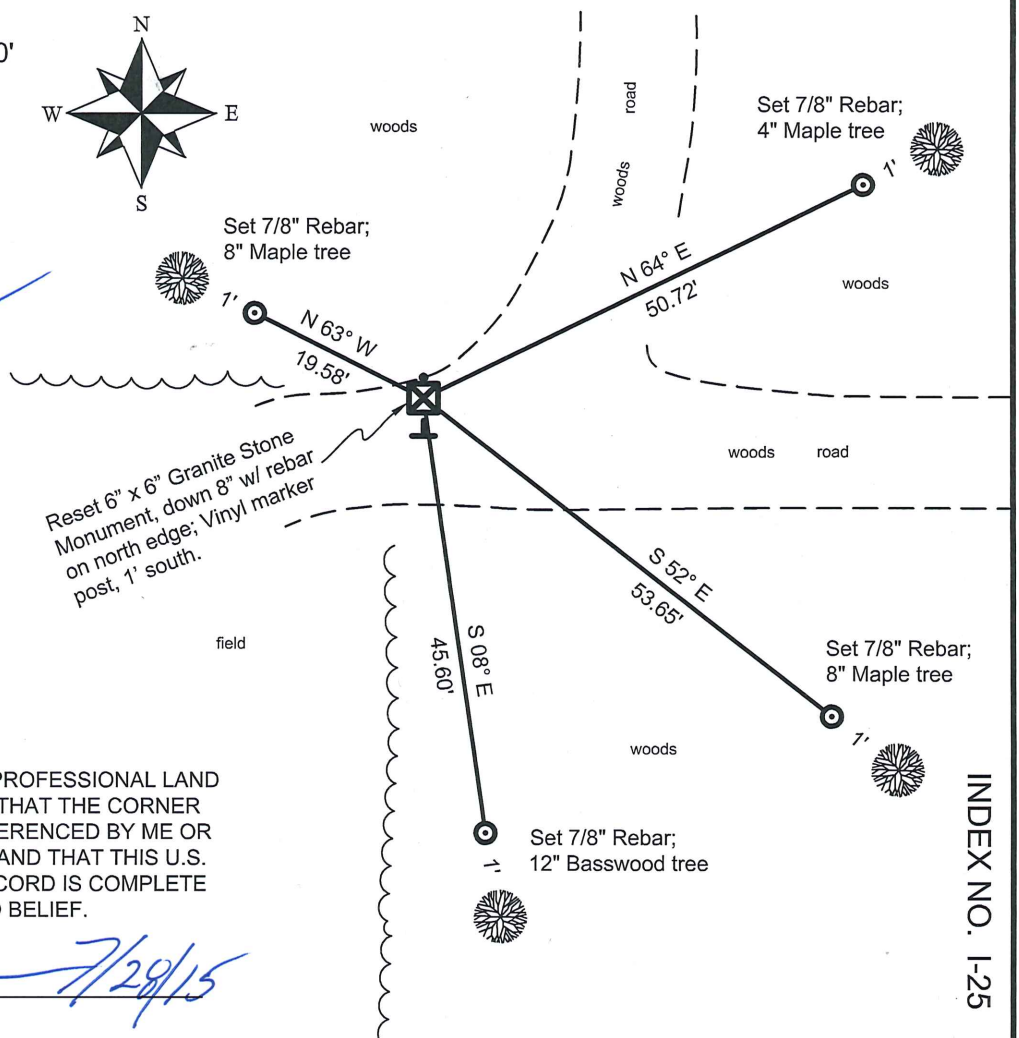 0'
N
W
E
S
woods
woods road
Set 7/8" Rebar;
4" Maple tree
1'
Set 7/8" Rebar;
8" Maple tree
1'
N 64° E
50.72'
woods
N 63° W
19.58'
Reset 6" x 6" Granite Stone
Monument, down 8" w/ rebar
on north edge; Vinyl marker
post, 1' south.
woods road
S 52° E
53.65'
field
S 08° E
45.60'
Set 7/8" Rebar;
8" Maple tree
1'
woods
Set 7/8" Rebar;
12" Basswood tree
1'
INDEX NO. I-25
PROFESSIONAL LAND
THAT THE CORNER
ERENCED BY ME OR
AND THAT THIS U.S.
CORD IS COMPLETE
BELIEF.
7/28/15